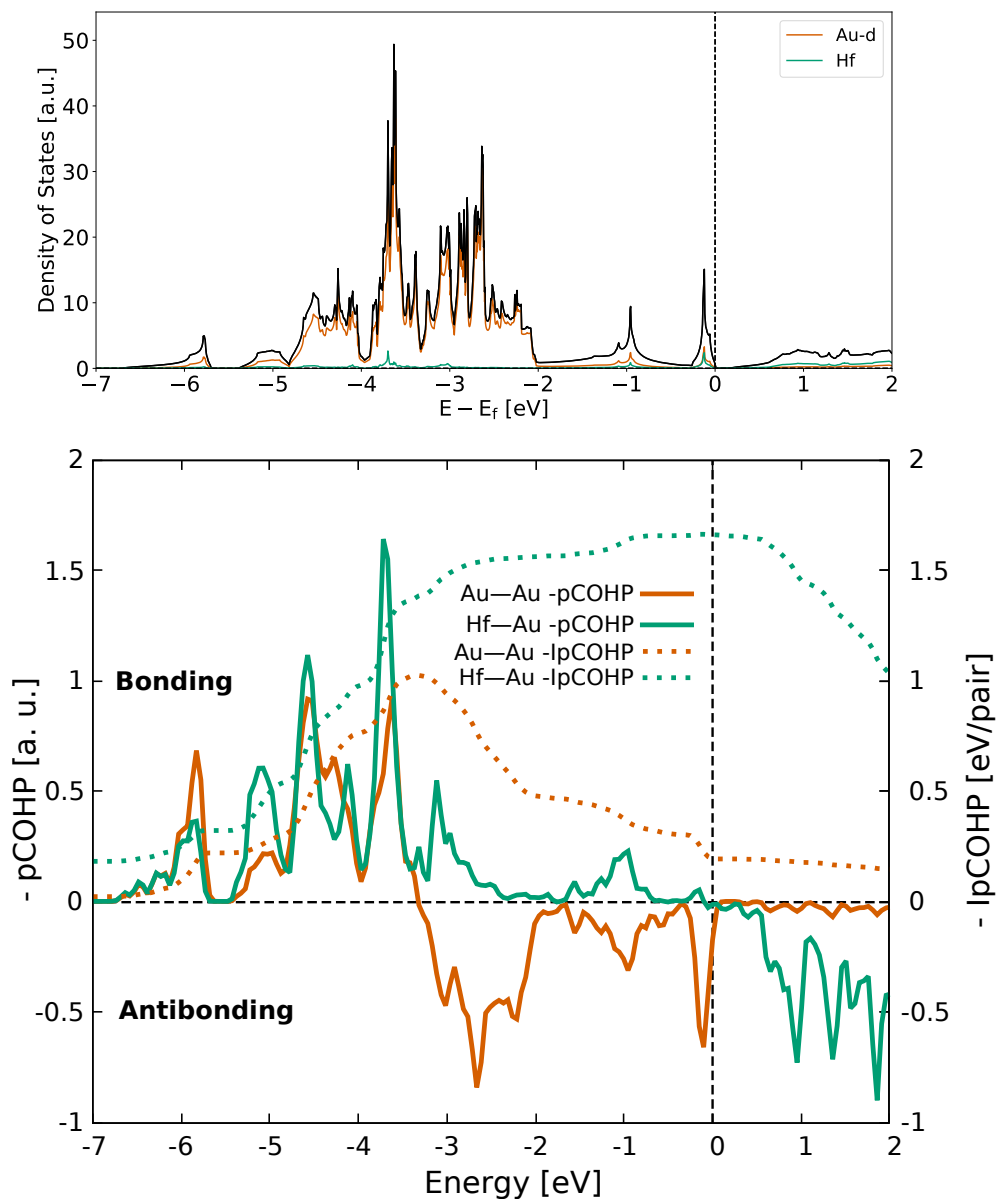 Density of States [a.u.]
50
40
30
20
10
0
Au-d
Hf
−7 −6 −5 −4 −3 −2 −1 0 1 2
E − E_f [eV]
- pCOHP [a. u.]
2
1.5
1
0.5
0
-0.5
-1
Au—Au -pCOHP
Hf—Au -pCOHP
Au—Au -IpCOHP
Hf—Au -IpCOHP
Bonding
Antibonding
2
1.5
1
0.5
0
-0.5
-1
- IpCOHP [eV/pair]
-7 -6 -5 -4 -3 -2 -1 0 1 2
Energy [eV]